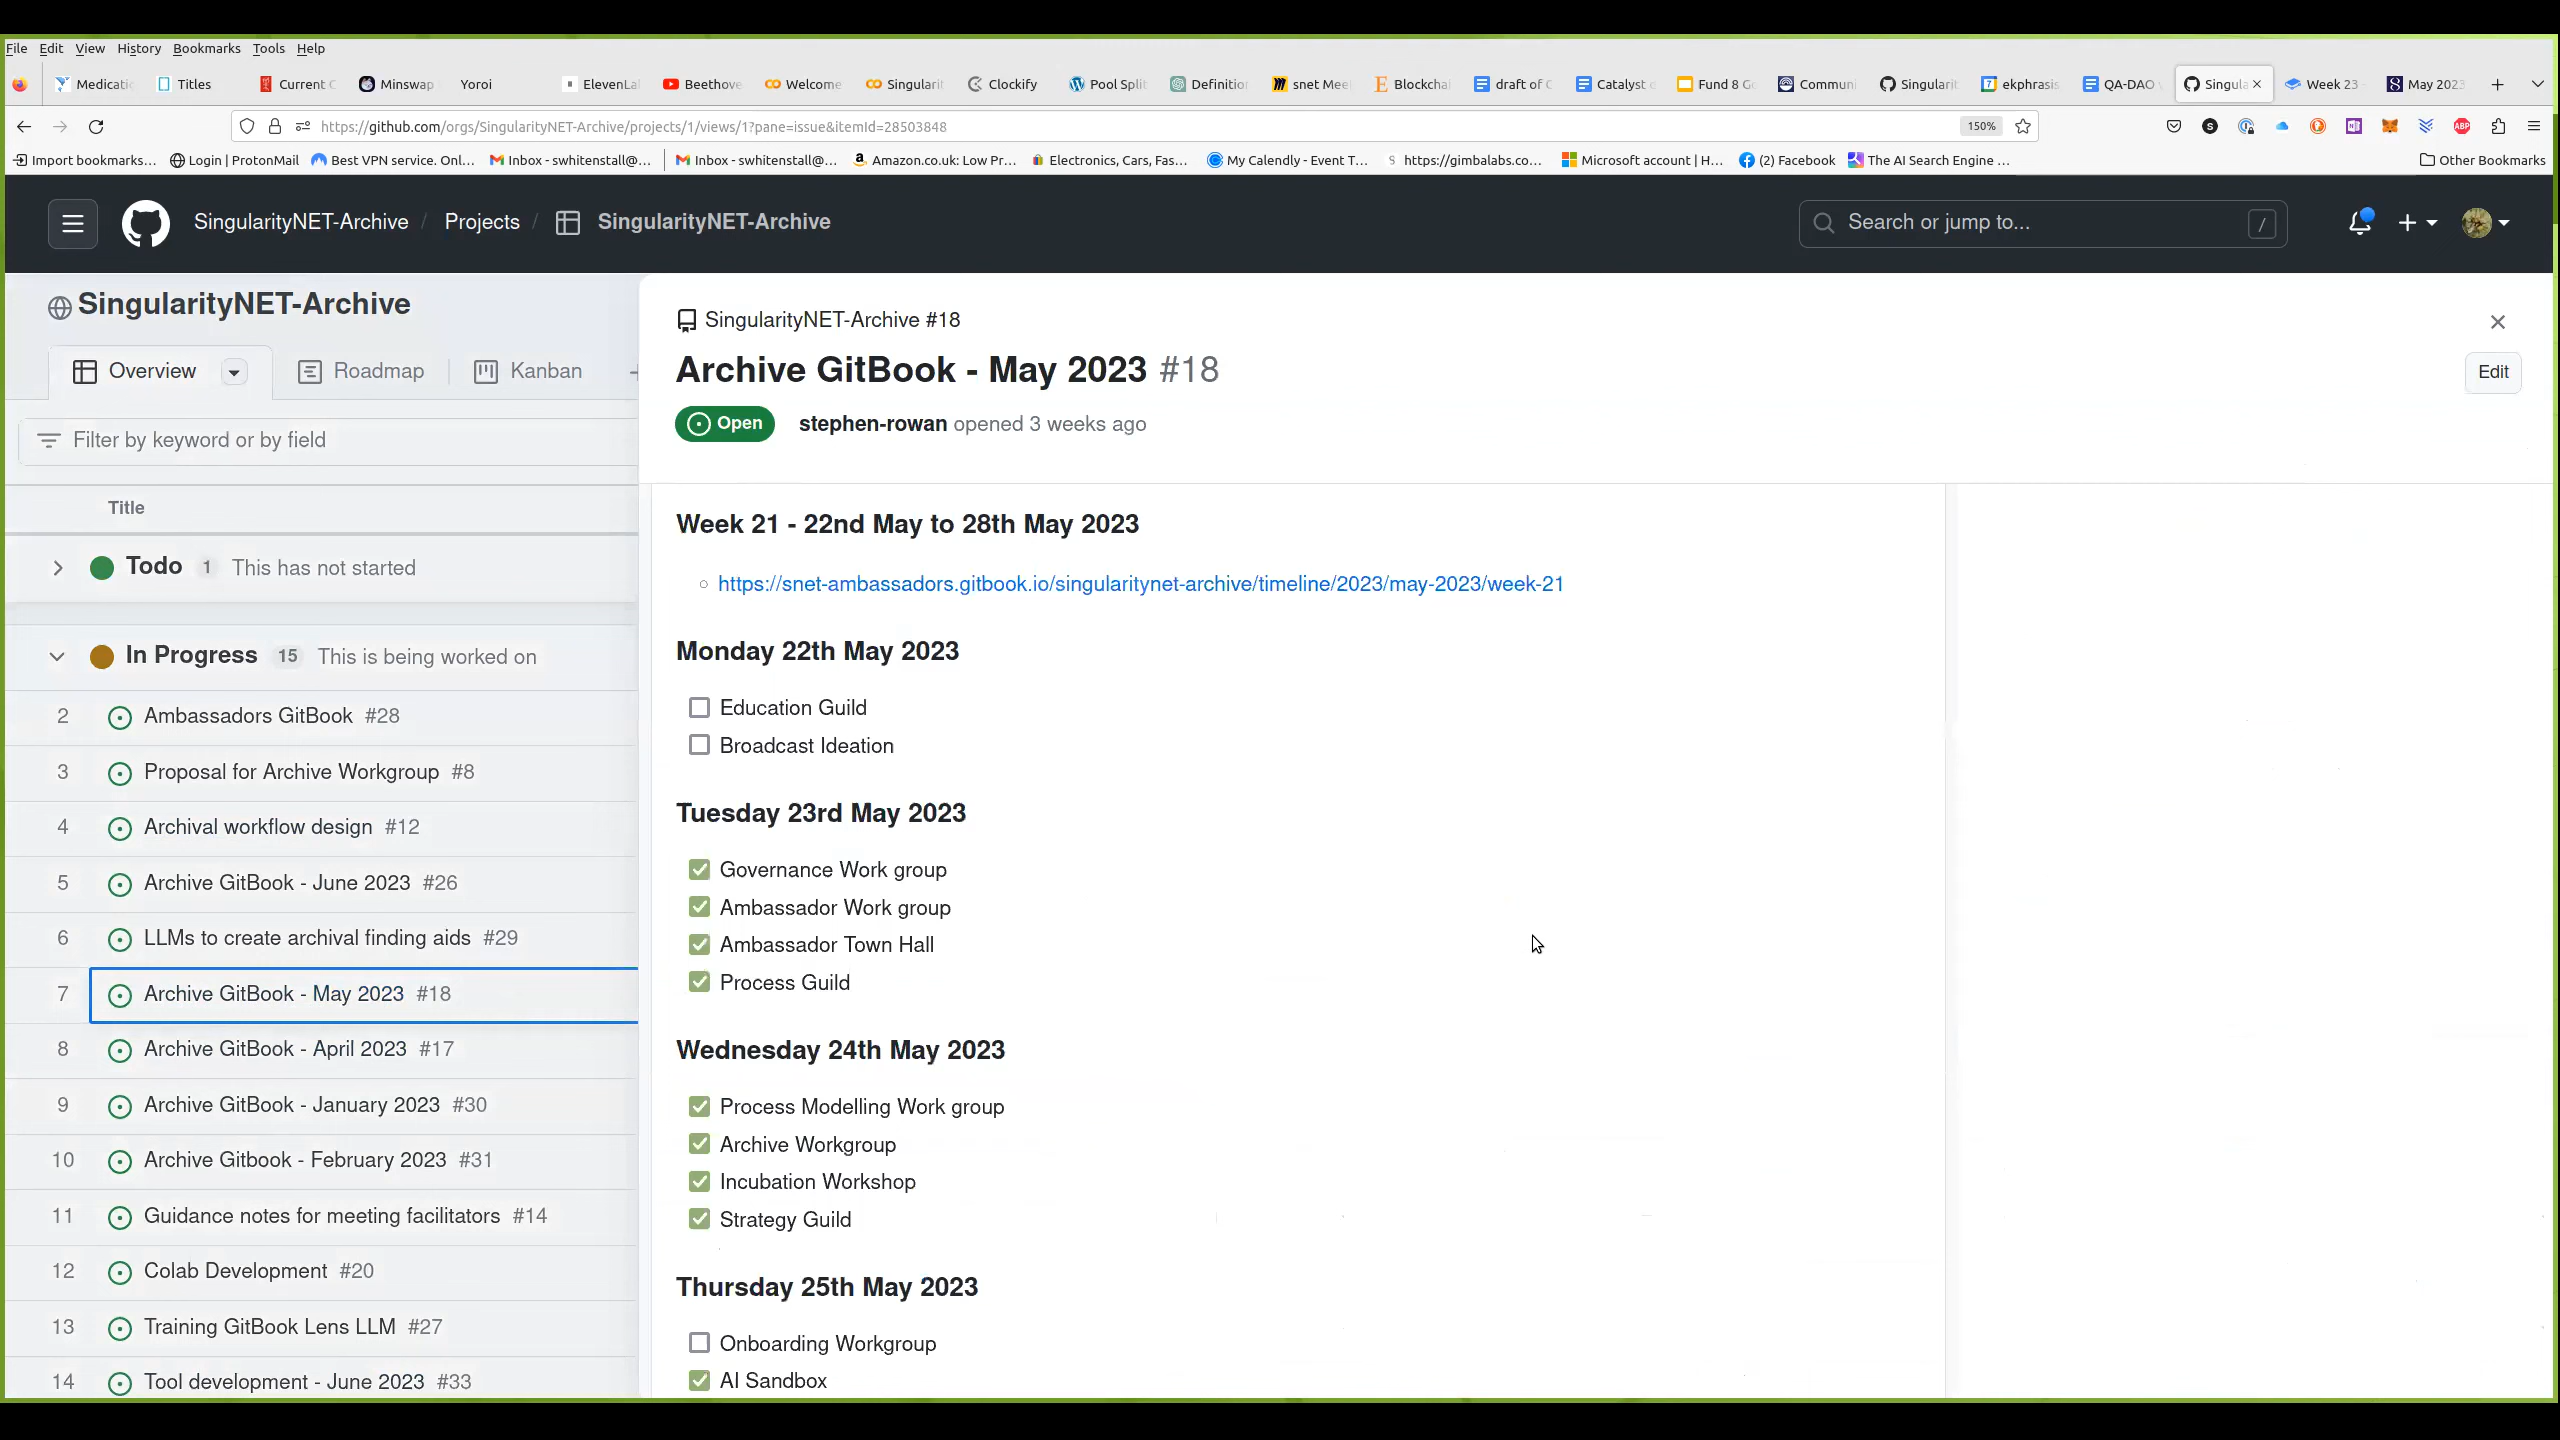 File Edit View History Bookmarks Tools Help
Medicati Titles Current C Minswap Yoroi ElevenLa Beethove Welcome Singularit Clockify Pool Split Definitio snet Mee Blockchai draft of C Catalyst Fund 8 Go Communi Singularit ekphrasis QA-DAO Singula Week 23 May 2023
https://github.com/orgs/SingularityNET-Archive/projects/1/views/1?pane=issue&itemId=28503848 150%
Import bookmarks... Login | ProtonMail Best VPN service. Onl... Inbox - swhitenstall@... Inbox - swhitenstall@... Amazon.co.uk: Low Pr... Electronics, Cars, Fas... My Calendly - Event T... https://gimbalabs.co... Microsoft account | H... (2) Facebook The AI Search Engine ... Other Bookmarks
SingularityNET-Archive / Projects / SingularityNET-Archive Search or jump to... /
SingularityNET-Archive
Overview Roadmap Kanban
Filter by keyword or by field
Title
Todo 1 This has not started
In Progress 15 This is being worked on
2 Ambassadors GitBook #28
3 Proposal for Archive Workgroup #8
4 Archival workflow design #12
5 Archive GitBook - June 2023 #26
6 LLMs to create archival finding aids #29
7 Archive GitBook - May 2023 #18
8 Archive GitBook - April 2023 #17
9 Archive GitBook - January 2023 #30
10 Archive Gitbook - February 2023 #31
11 Guidance notes for meeting facilitators #14
12 Colab Development #20
13 Training GitBook Lens LLM #27
14 Tool development - June 2023 #33
SingularityNET-Archive #18
Archive GitBook - May 2023 #18
Edit
Open stephen-rowan opened 3 weeks ago
Week 21 - 22nd May to 28th May 2023
https://snet-ambassadors.gitbook.io/singularitynet-archive/timeline/2023/may-2023/week-21
Monday 22th May 2023
Education Guild
Broadcast Ideation
Tuesday 23rd May 2023
Governance Work group
Ambassador Work group
Ambassador Town Hall
Process Guild
Wednesday 24th May 2023
Process Modelling Work group
Archive Workgroup
Incubation Workshop
Strategy Guild
Thursday 25th May 2023
Onboarding Workgroup
AI Sandbox